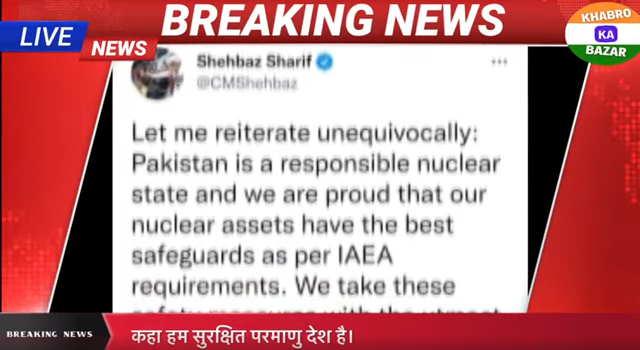 BREAKING NEWS
LIVE
NEWS
KHABRO
KA
BAZAR
Shehbaz Sharif
@CMShehbaz
Let me reiterate unequivocally:
Pakistan is a responsible nuclear
state and we are proud that our
nuclear assets have the best
safeguards as per IAEA
requirements. We take these
BREAKING NEWS
कहा हम सुरक्षित परमाणु देश है।